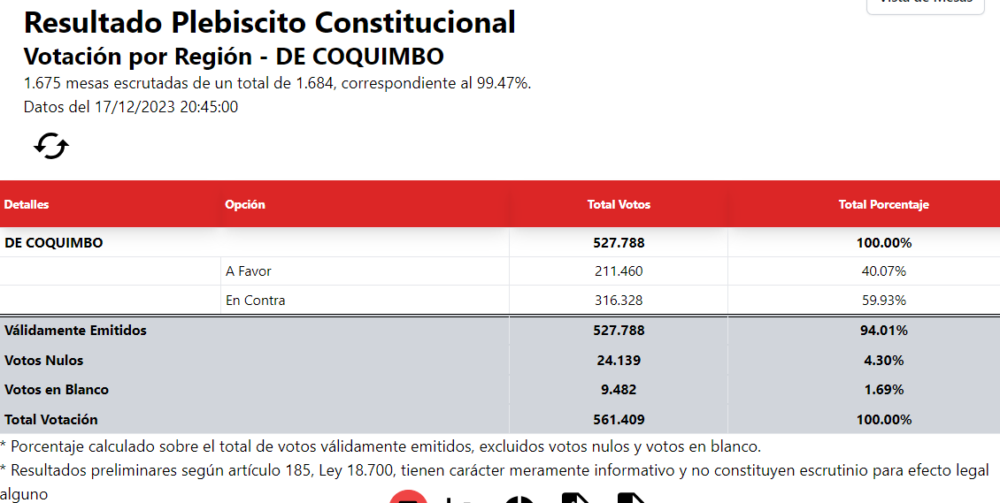 Vista de Mesas
Resultado Plebiscito Constitucional
Votación por Región - DE COQUIMBO
1.675 mesas escrutadas de un total de 1.684, correspondiente al 99.47%.
Datos del 17/12/2023 20:45:00
Detalles Opción Total Votos Total Porcentaje
DE COQUIMBO 527.788 100.00%
A Favor 211.460 40.07%
En Contra 316.328 59.93%
Válidamente Emitidos 527.788 94.01%
Votos Nulos 24.139 4.30%
Votos en Blanco 9.482 1.69%
Total Votación 561.409 100.00%
* Porcentaje calculado sobre el total de votos válidamente emitidos, excluidos votos nulos y votos en blanco.
* Resultados preliminares según artículo 185, Ley 18.700, tienen carácter meramente informativo y no constituyen escrutinio para efecto legal
alguno